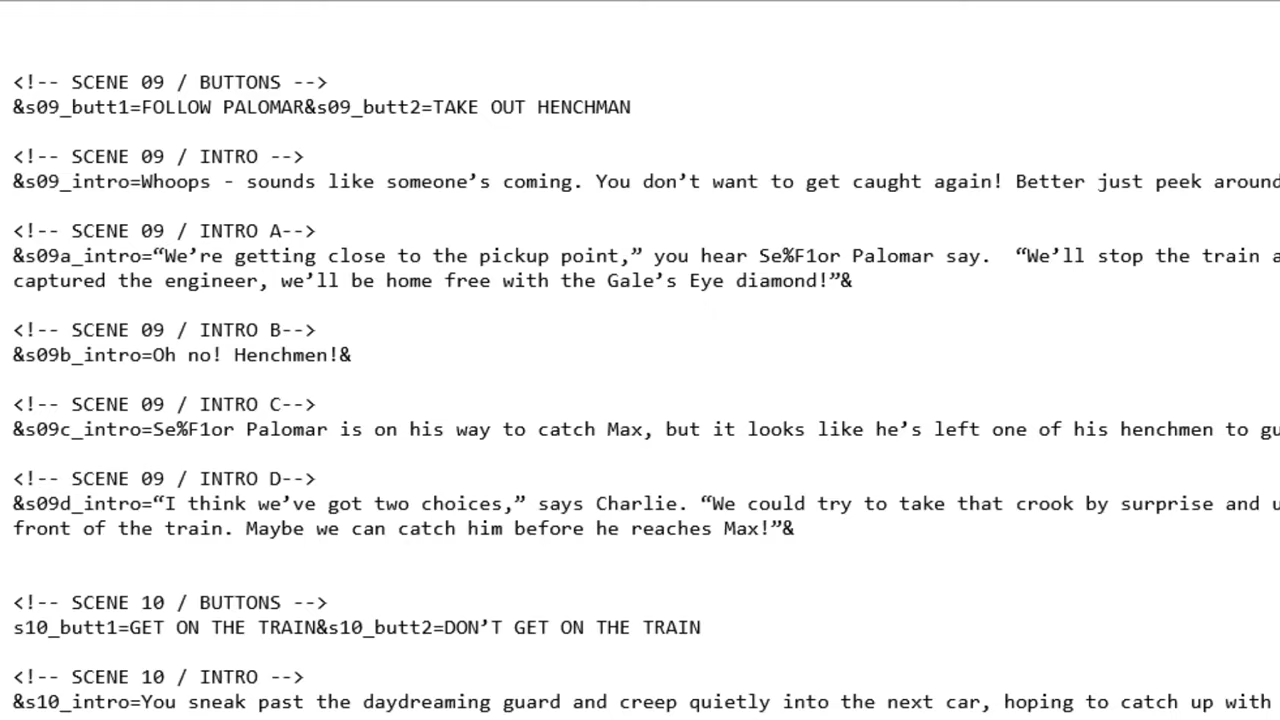 <!-- SCENE 09 / BUTTONS -->
&s09_butt1=FOLLOW PALOMAR&s09_butt2=TAKE OUT HENCHMAN
<!-- SCENE 09 / INTRO -->
&s09_intro=Whoops - sounds like someone’s coming. You don’t want to get caught again! Better just peek around
<!-- SCENE 09 / INTRO A-->
&s09a_intro=“We’re getting close to the pickup point,” you hear Se%F1or Palomar say.  “We’ll stop the train a
captured the engineer, we’ll be home free with the Gale’s Eye diamond!”&
<!-- SCENE 09 / INTRO B-->
&s09b_intro=Oh no! Henchmen!&
<!-- SCENE 09 / INTRO C-->
&s09c_intro=Se%F1or Palomar is on his way to catch Max, but it looks like he’s left one of his henchmen to gu
<!-- SCENE 09 / INTRO D-->
&s09d_intro=“I think we’ve got two choices,” says Charlie. “We could try to take that crook by surprise and u
front of the train. Maybe we can catch him before he reaches Max!”&
<!-- SCENE 10 / BUTTONS -->
s10_butt1=GET ON THE TRAIN&s10_butt2=DON’T GET ON THE TRAIN
<!-- SCENE 10 / INTRO -->
&s10_intro=You sneak past the daydreaming guard and creep quietly into the next car, hoping to catch up with